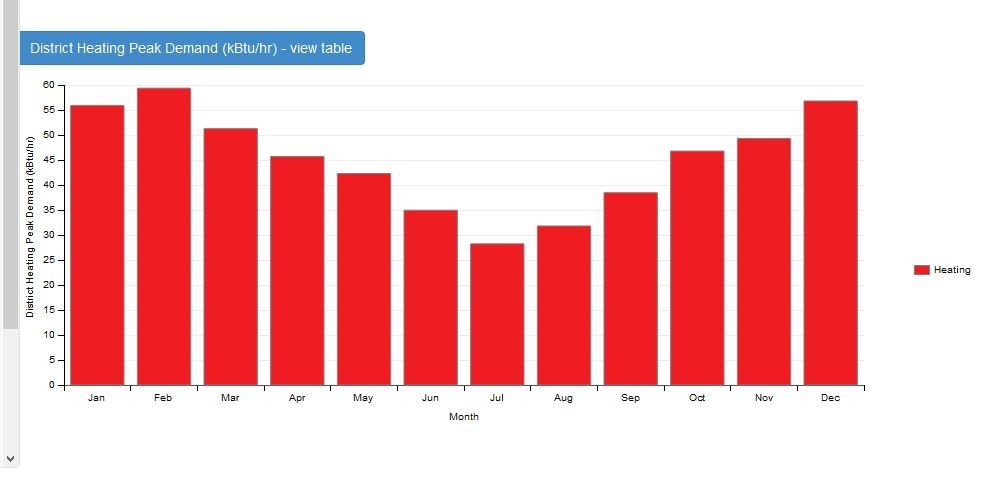 District Heating Peak Demand (kBtu/hr) - view table
60
55
50
45
40
35
30
25
20
15
10
5
0
District Heating Peak Demand (kBtu/hr)
Jan Feb Mar Apr May Jun Jul Aug Sep Oct Nov Dec
Month
Heating